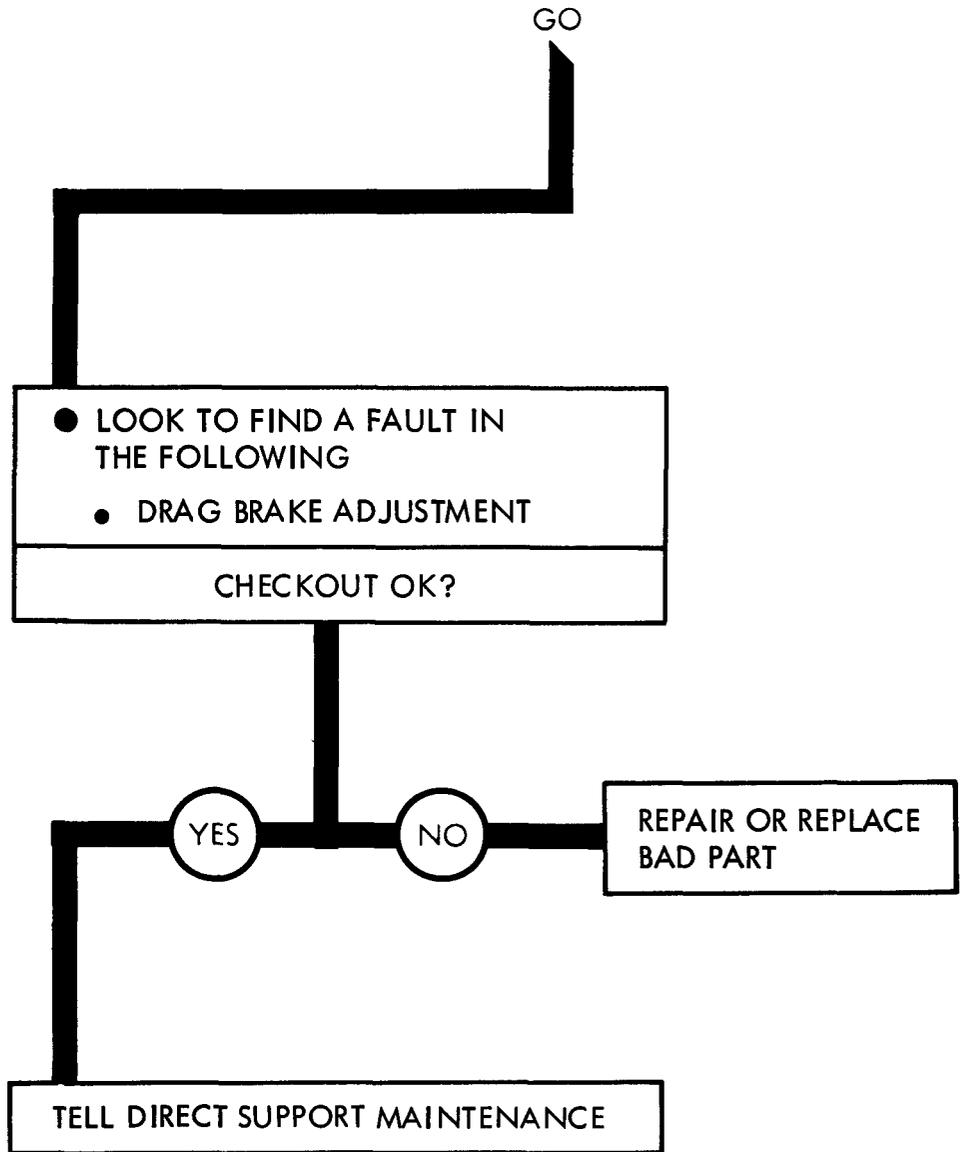 GO
● LOOK TO FIND A FAULT IN
THE FOLLOWING
● DRAG BRAKE ADJUSTMENT
CHECKOUT OK?
YES
NO
REPAIR OR REPLACE
BAD PART
TELL DIRECT SUPPORT MAINTENANCE